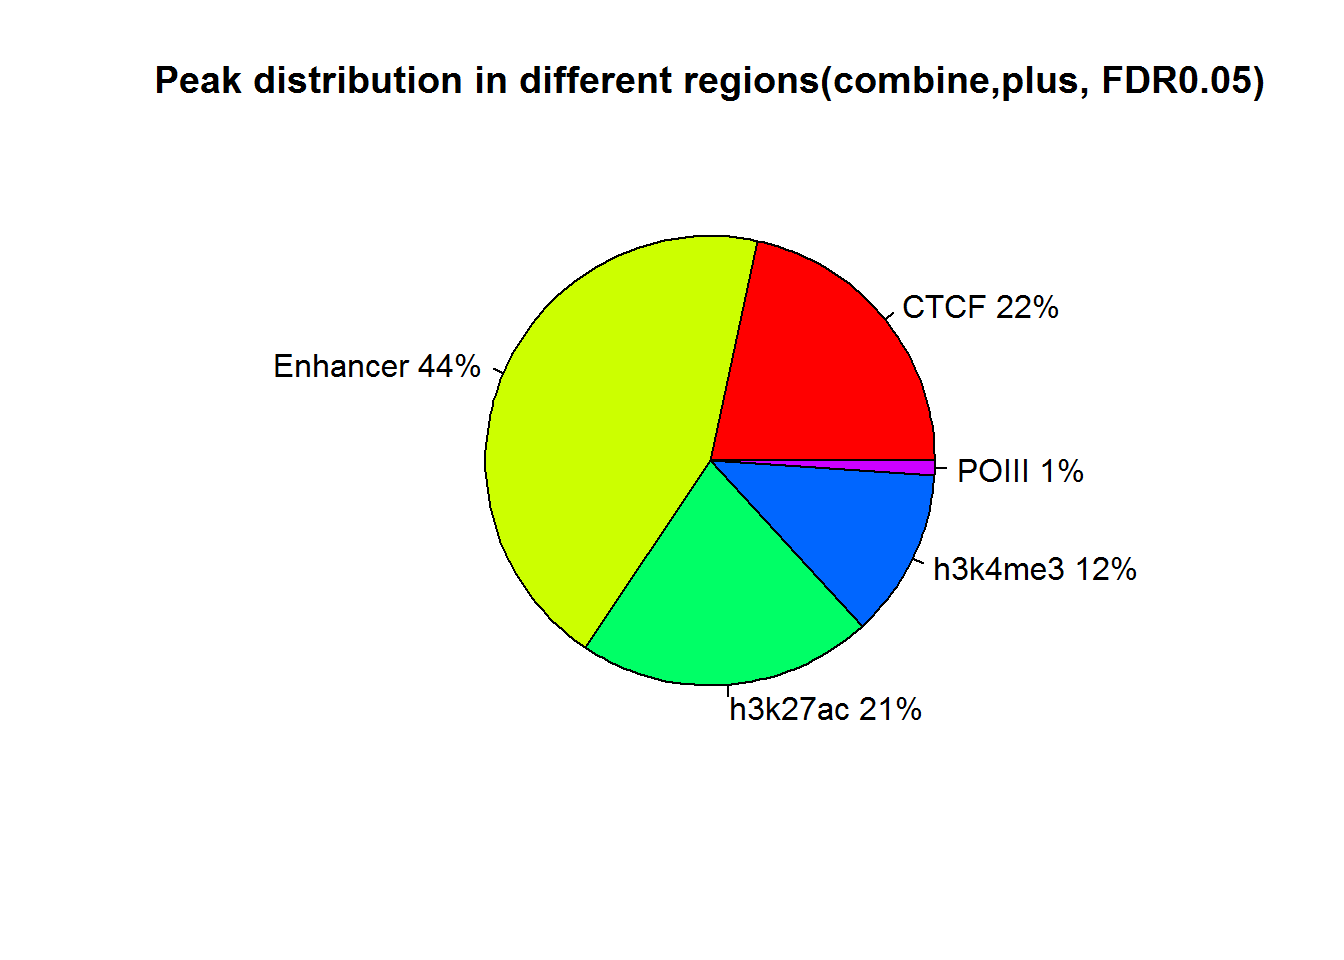 Peak distribution in different regions(combine,plus, FDR0.05)
CTCF 22%
Enhancer 44%
POIII 1%
h3k4me3 12%
h3k27ac 21%